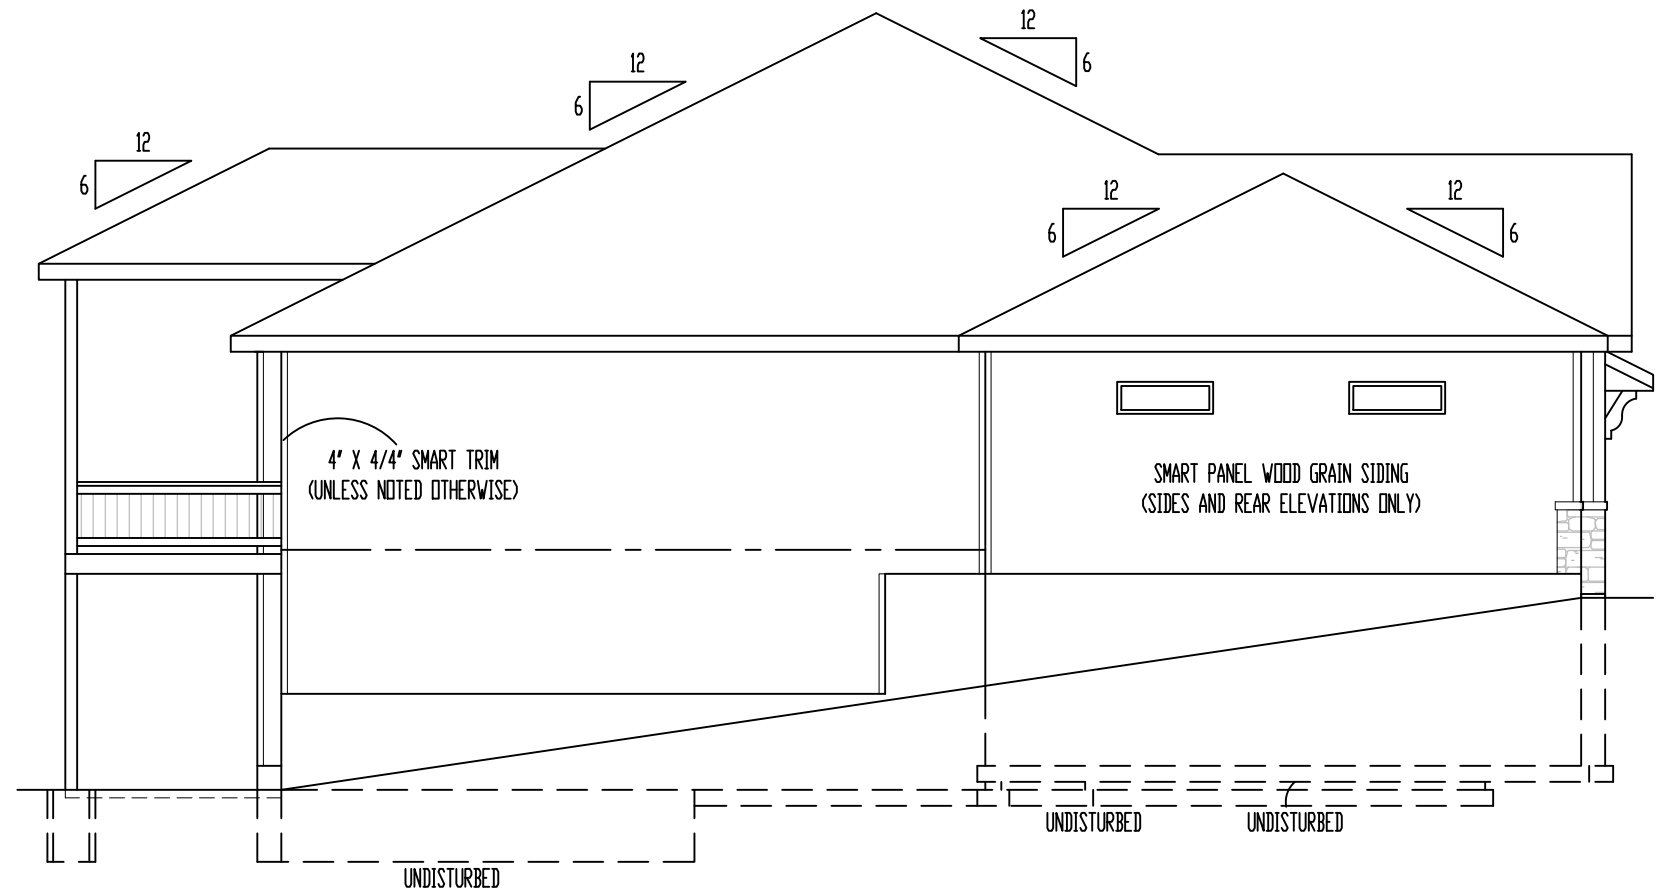 12
6
12
6
12
6
12
6
12
6
4" X 4/4" SMART TRIM
(UNLESS NOTED OTHERWISE)
SMART PANEL WOOD GRAIN SIDING
(SIDES AND REAR ELEVATIONS ONLY)
UNDISTURBED
UNDISTURBED
UNDISTURBED